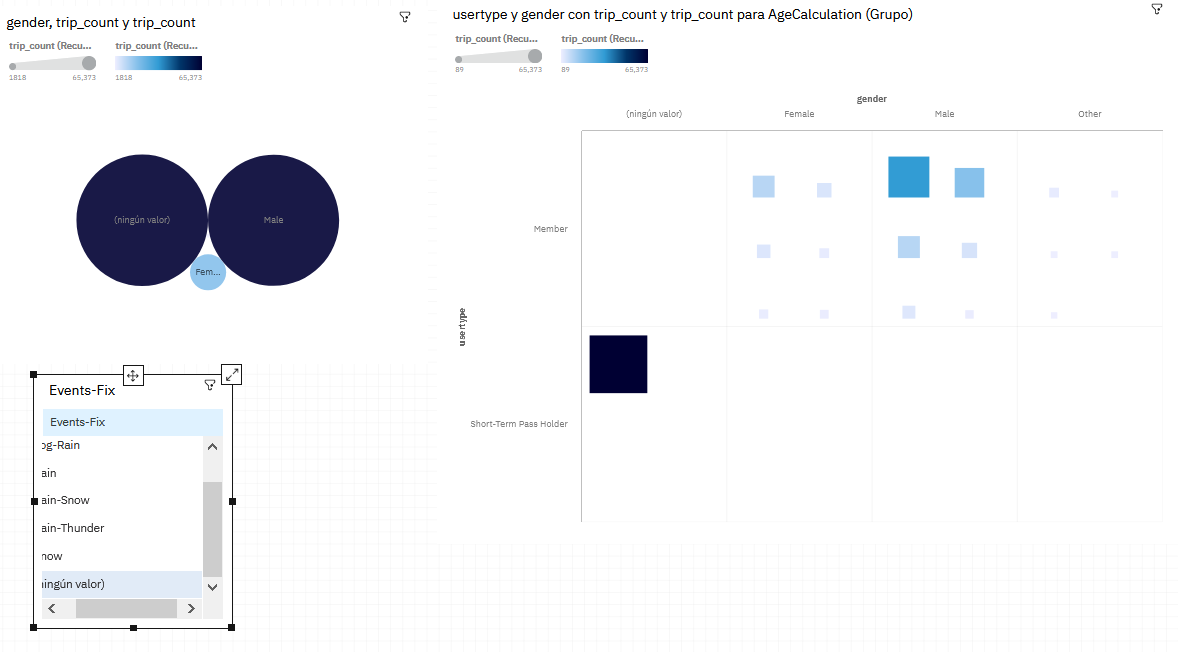 gender, trip_count y trip_count
trip_count (Recu...
trip_count (Recu...
1818
65,373
1818
65,373
(ningún valor)
Male
Fem...
Events-Fix
Events-Fix
og-Rain
ain
ain-Snow
ain-Thunder
now
ningún valor)
usertype y gender con trip_count y trip_count para AgeCalculation (Grupo)
trip_count (Recu...
trip_count (Recu...
89
65,373
89
65,373
gender
(ningún valor)
Female
Male
Other
usertype
Member
Short-Term Pass Holder